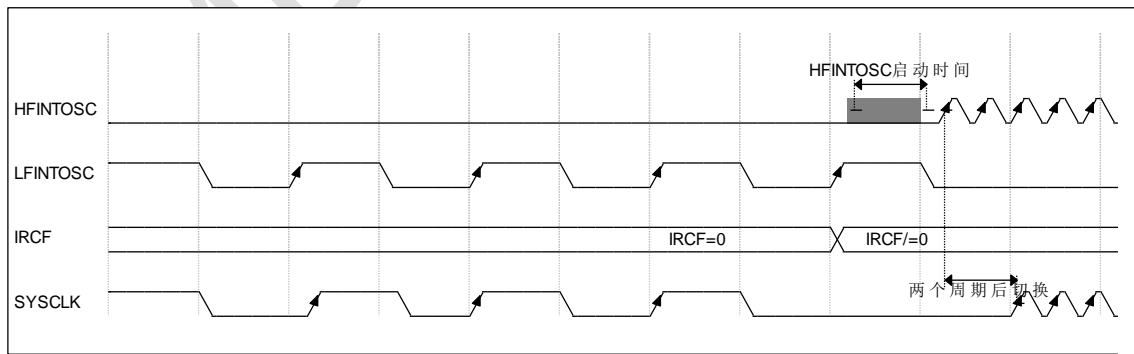 HFINTOSC启动时间
HFINTOSC
LFINTOSC
IRCF
IRCF=0
IRCF/=0
SYSCLK
两个周期后切换